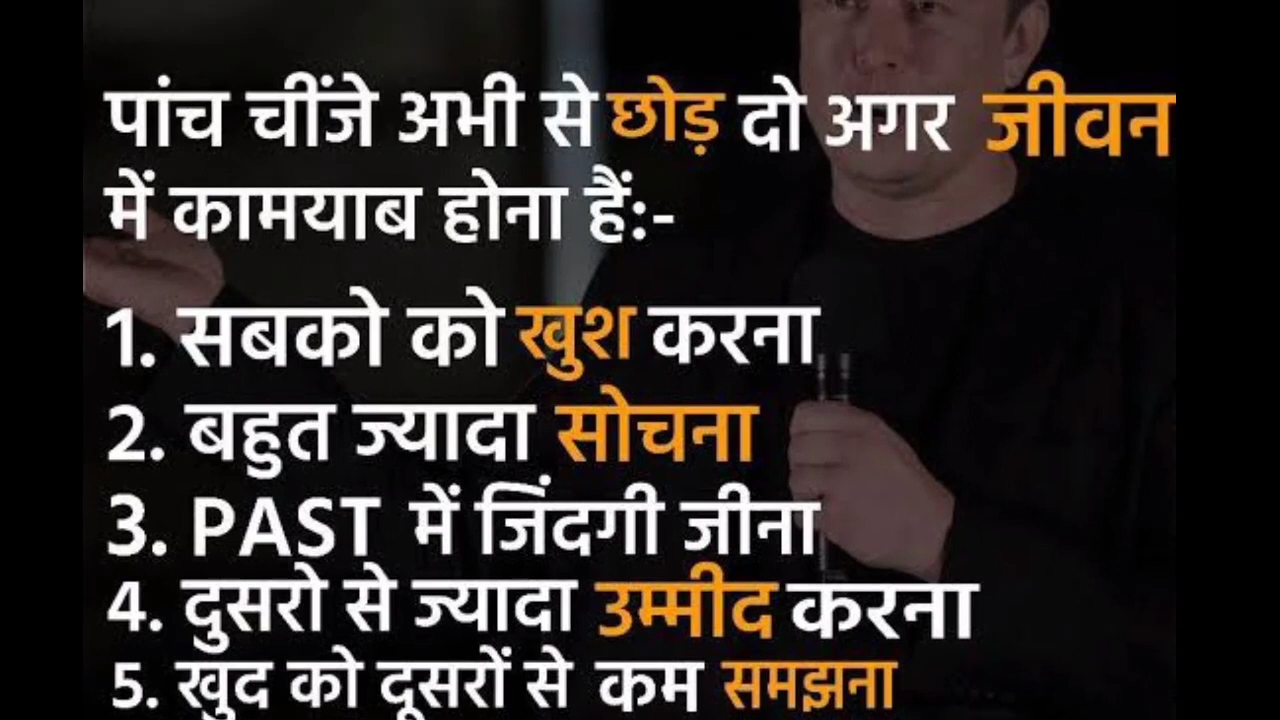 पांच चींजे अभी से छोड़ दो अगर जीवन
में कामयाब होना हैं:-
1. सबको को खुश करना
2. बहुत ज्यादा सोचना
3. PAST में जिंदगी जीना
4. दुसरो से ज्यादा उम्मीद करना
5. खुद को दूसरों से कम समझना